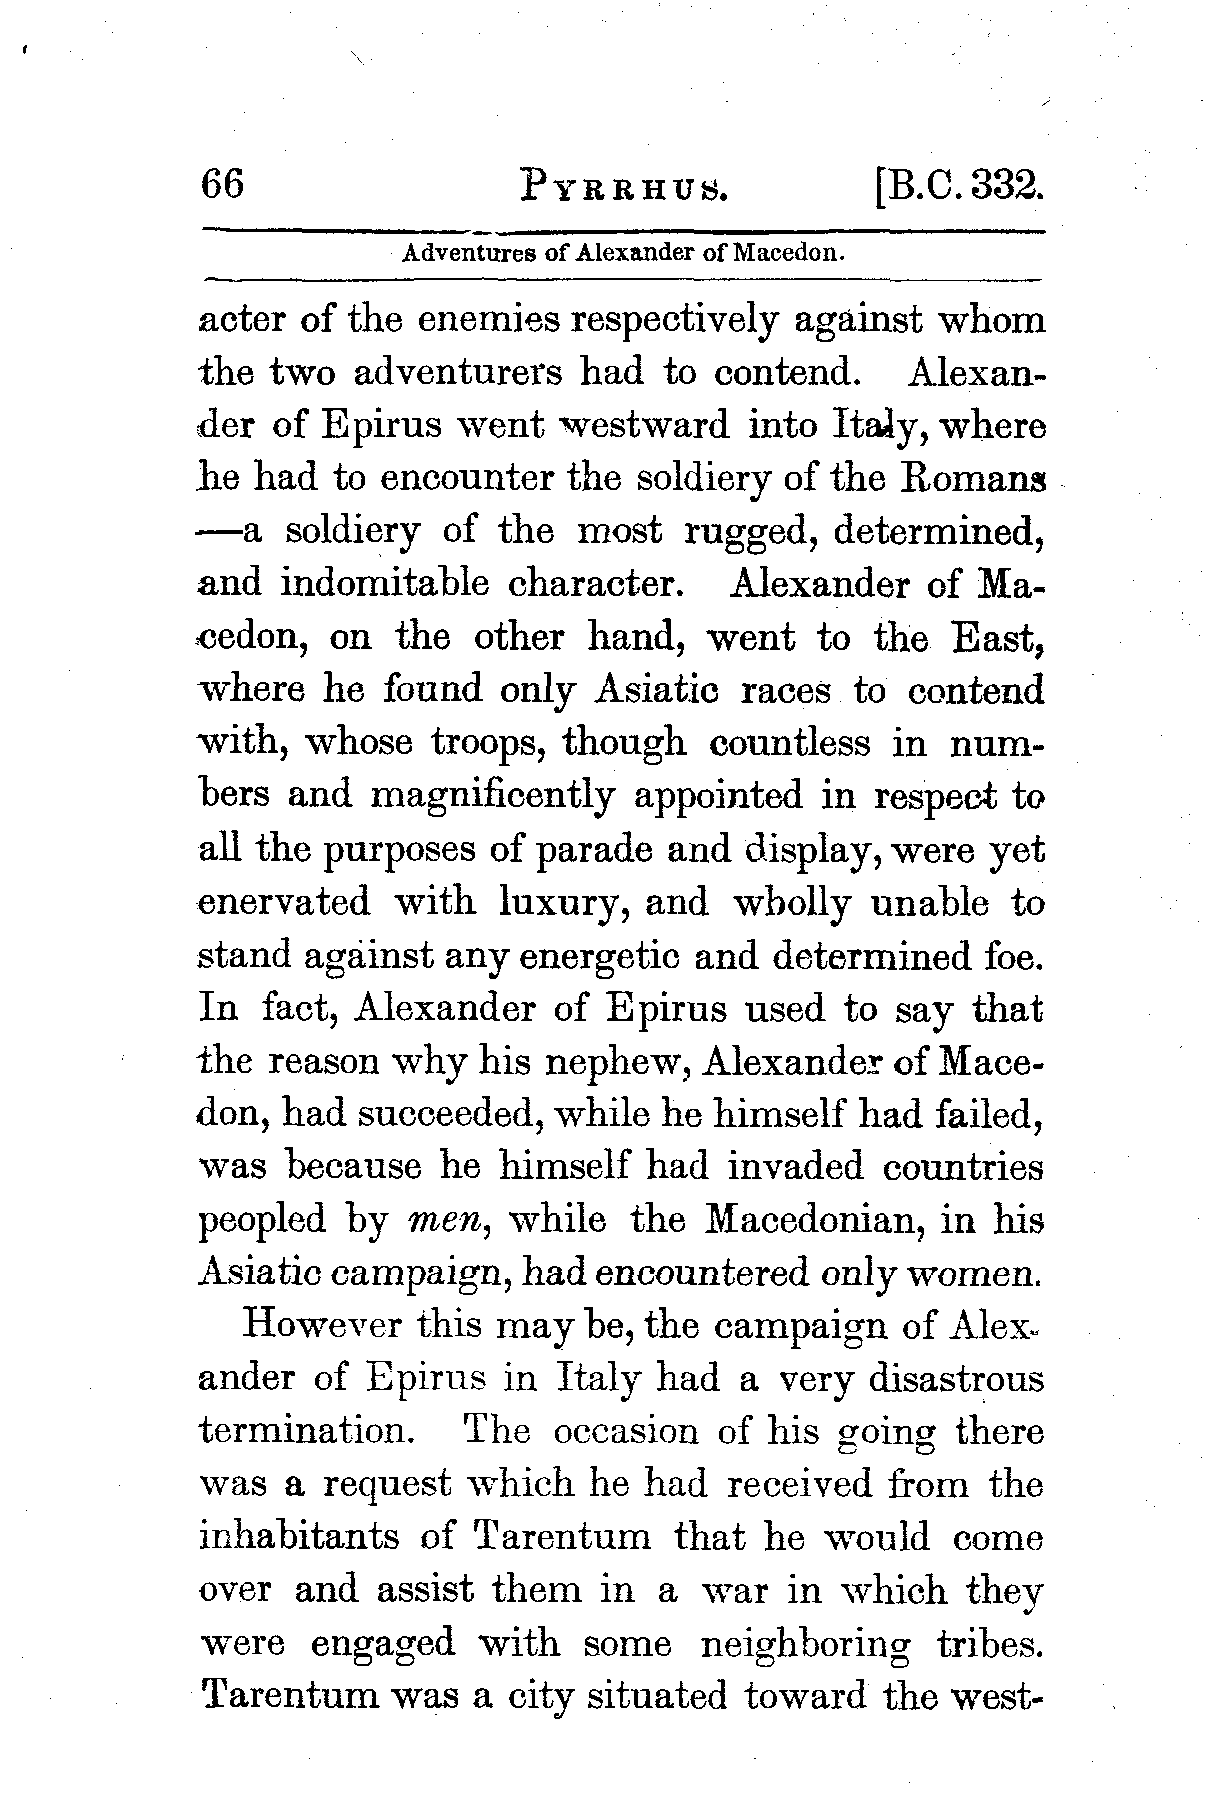 66 PYRRHUS. [B.C. 332.
Adventures of Alexander of Macedon.
acter of the enemies respectively against whom
the two adventurers had to contend. Alexan-
der of Epirus went westward into Italy, where
he had to encounter the soldiery of the Romans
—a soldiery of the most rugged, determined,
and indomitable character. Alexander of Ma-
cedon, on the other hand, went to the East,
where he found only Asiatic races to contend
with, whose troops, though countless in num-
bers and magnificently appointed in respect to
all the purposes of parade and display, were yet
enervated with luxury, and wholly unable to
stand against any energetic and determined foe.
In fact, Alexander of Epirus used to say that
the reason why his nephew, Alexander of Mace-
don, had succeeded, while he himself had failed,
was because he himself had invaded countries
peopled by men, while the Macedonian, in his
Asiatic campaign, had encountered only women.
However this may be, the campaign of Alex-
ander of Epirus in Italy had a very disastrous
termination. The occasion of his going there
was a request which he had received from the
inhabitants of Tarentum that he would come
over and assist them in a war in which they
were engaged with some neighboring tribes.
Tarentum was a city situated toward the west-